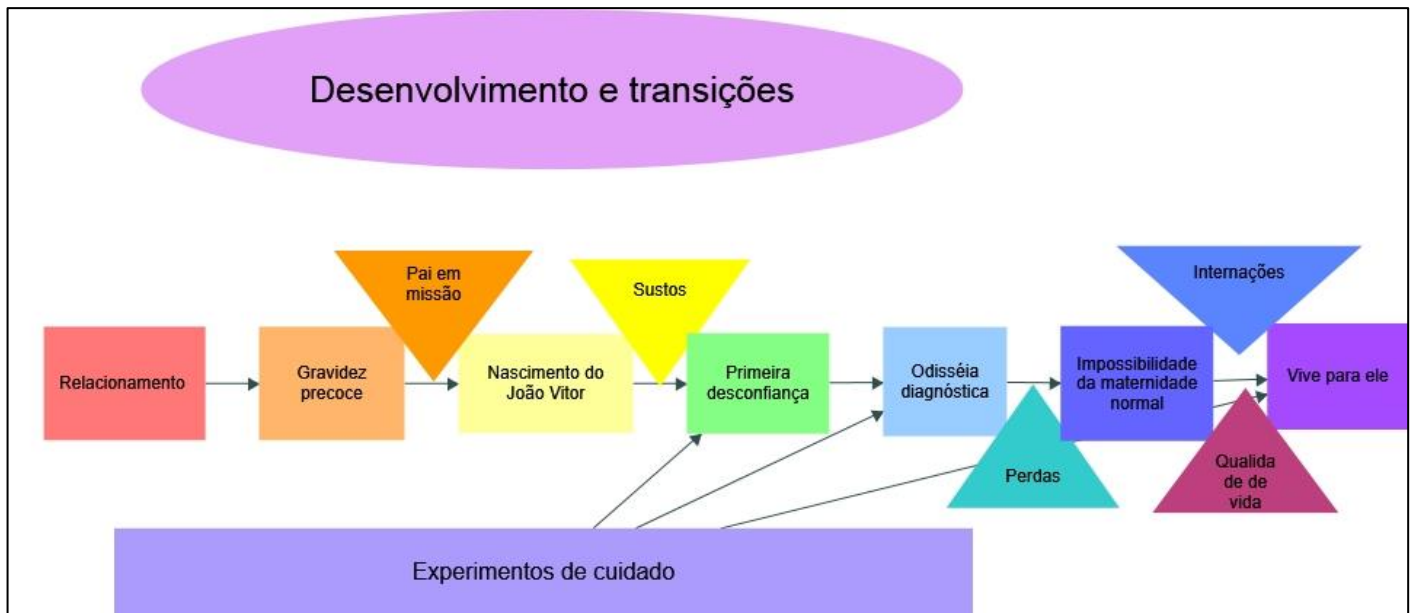 Desenvolvimento e transições
Pai em
missão
Sustos
Internações
Relacionamento
Gravidez
precoce
Nascimento do
João Vitor
Primeira
desconfiança
Odisséia
diagnóstica
Impossibilidade
da maternidade
normal
Vive para ele
Perdas
Qualida
de de
vida
Experimentos de cuidado